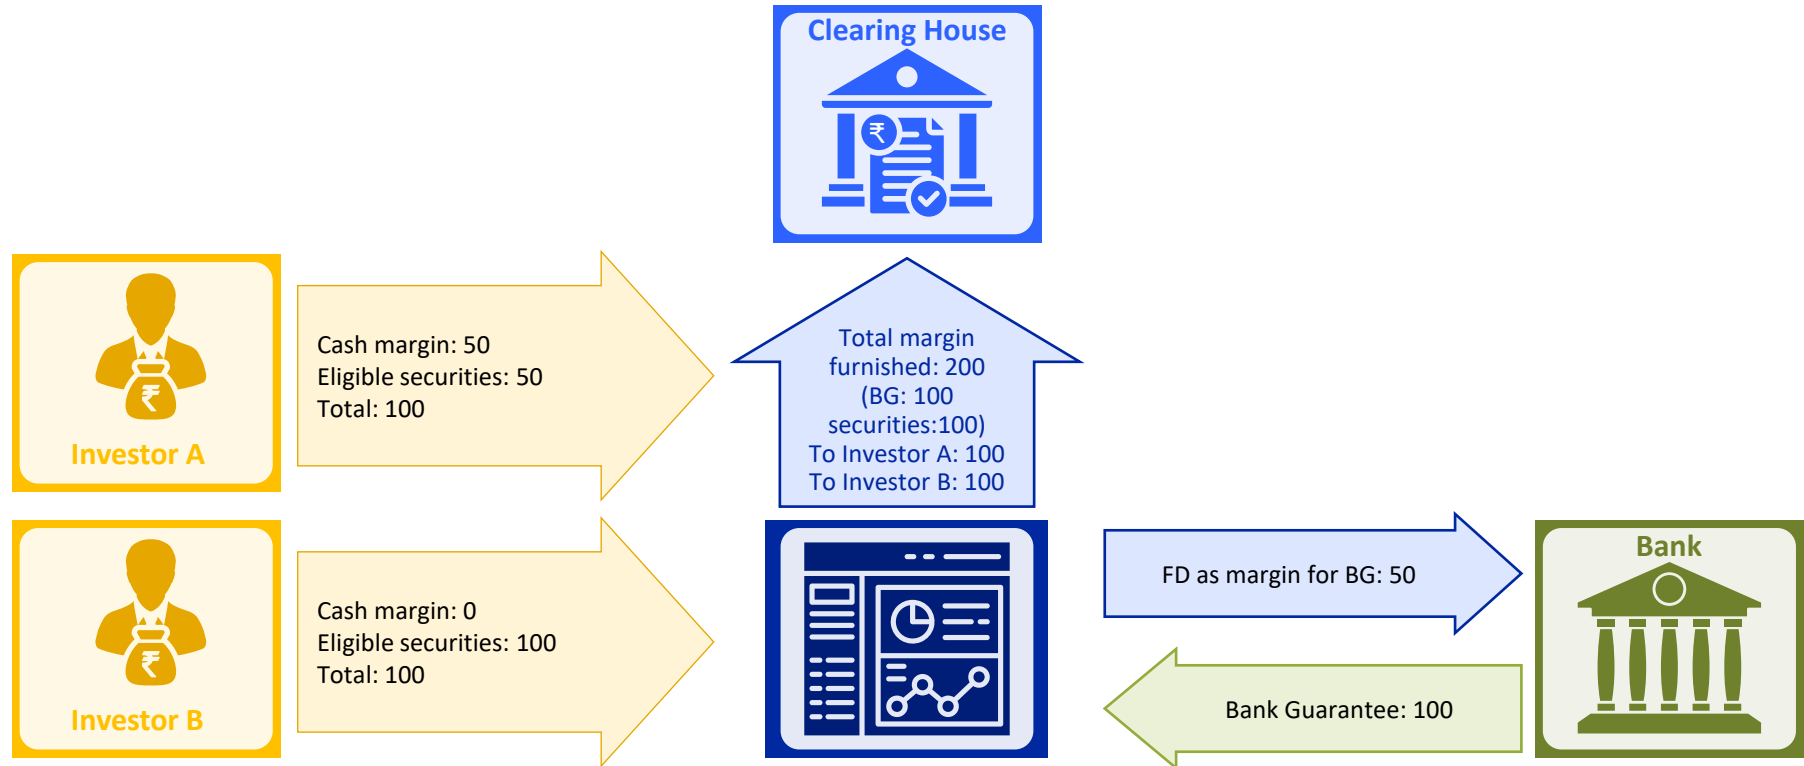 Clearing House
₹
Cash margin: 50
Eligible securities: 50
Total: 100
₹
Investor A
Total margin
furnished: 200
(BG: 100
securities:100)
To Investor A: 100
To Investor B: 100
Cash margin: 0
Eligible securities: 100
Total: 100
₹
Investor B
FD as margin for BG: 50
Bank Guarantee: 100
Bank